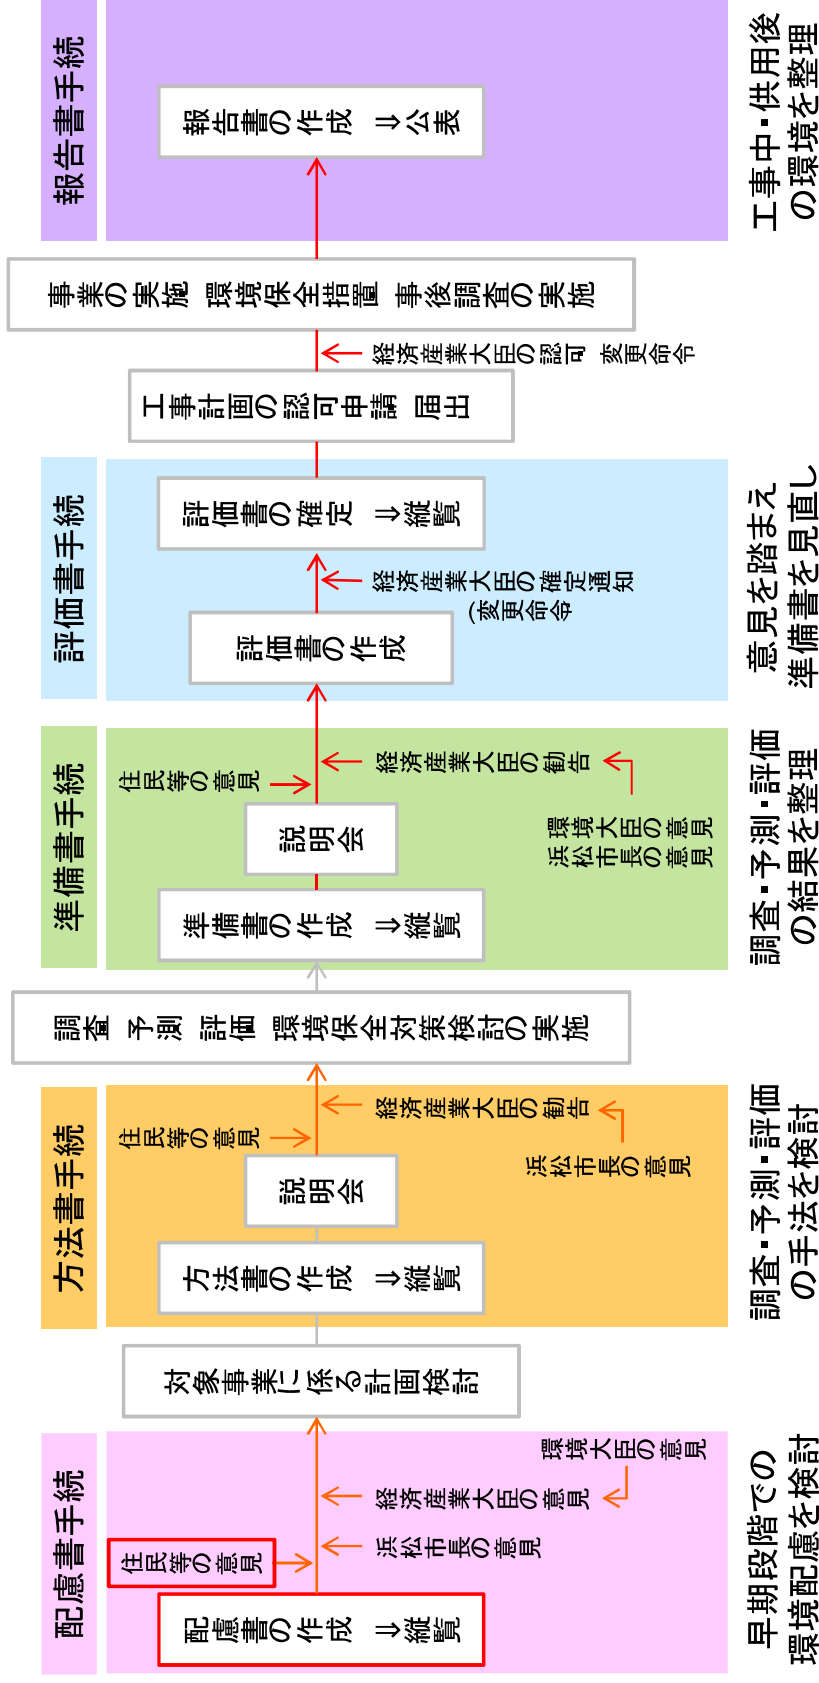 配慮書手続
住民等の意見
配慮書の作成 ⇒縦覧
浜松市長の意見
経済産業大臣の意見
環境大臣の意見
早期段階での
環境配慮を検討
対象事業に係る計画検討
方法書手続
方法書の作成 ⇒縦覧
説明会
住民等の意見
経済産業大臣の勧告
浜松市長の意見
調査・予測・評価
の手法を検討
調査 予測 評価 環境保全対策検討の実施
準備書手続
準備書の作成 ⇒縦覧
説明会
住民等の意見
経済産業大臣の勧告
環境大臣の意見
浜松市長の意見
調査・予測・評価
の結果を整理
評価書手続
評価書の作成
経済産業大臣の確定通知
(変更命令
評価書の確定 ⇒縦覧
意見を踏まえ
準備書を見直し
工事計画の認可申請 届出
経済産業大臣の認可 変更命令
事業の実施 環境保全措置 事後調査の実施
報告書手続
報告書の作成 ⇒公表
工事中・供用後
の環境を整理